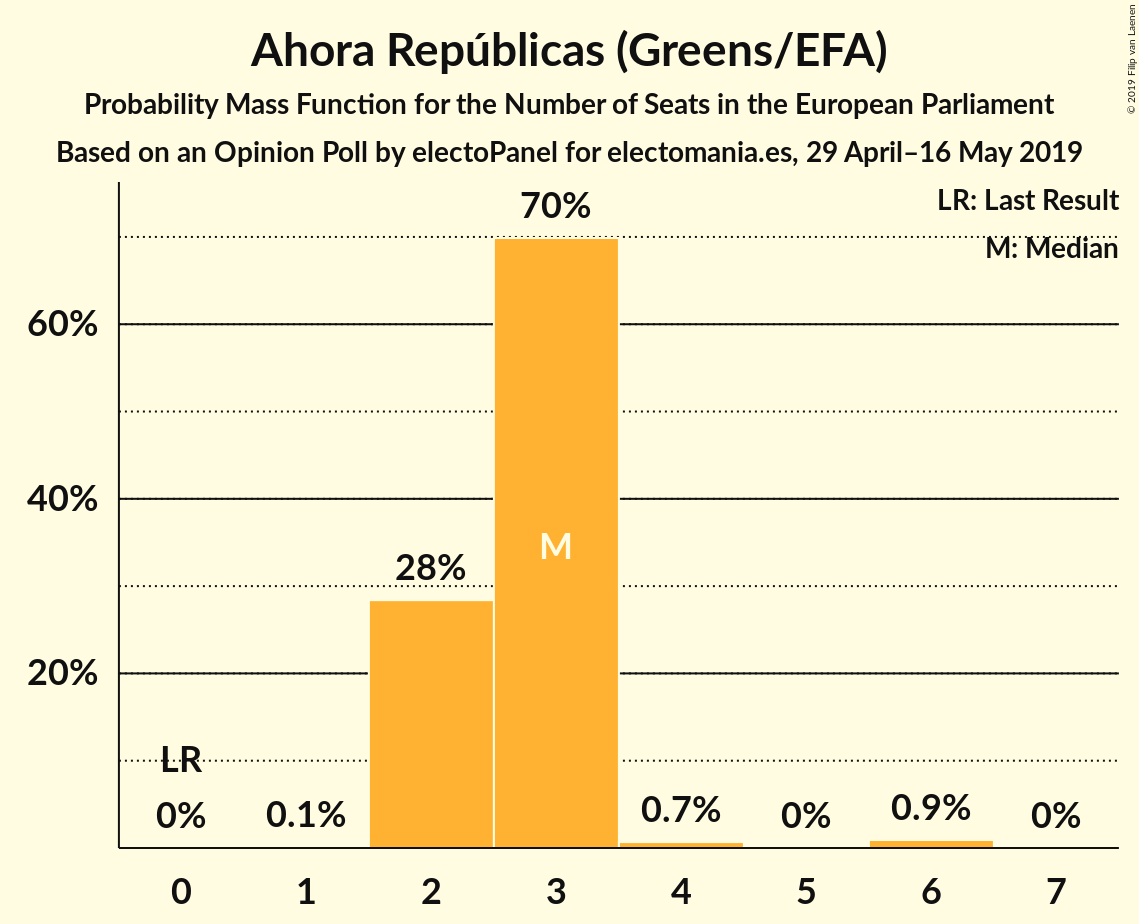 Ahora Repúblicas (Greens/EFA)
Probability Mass Function for the Number of Seats in the European Parliament
Based on an Opinion Poll by electoPanel for electomania.es, 29 April–16 May 2019
© 2019 Filip van Laenen
LR: Last Result
M: Median
70%
60%
40%
M
28%
20%
LR
0% 0.1% 0.7% 0% 0.9% 0%
0 1 2 3 4 5 6 7